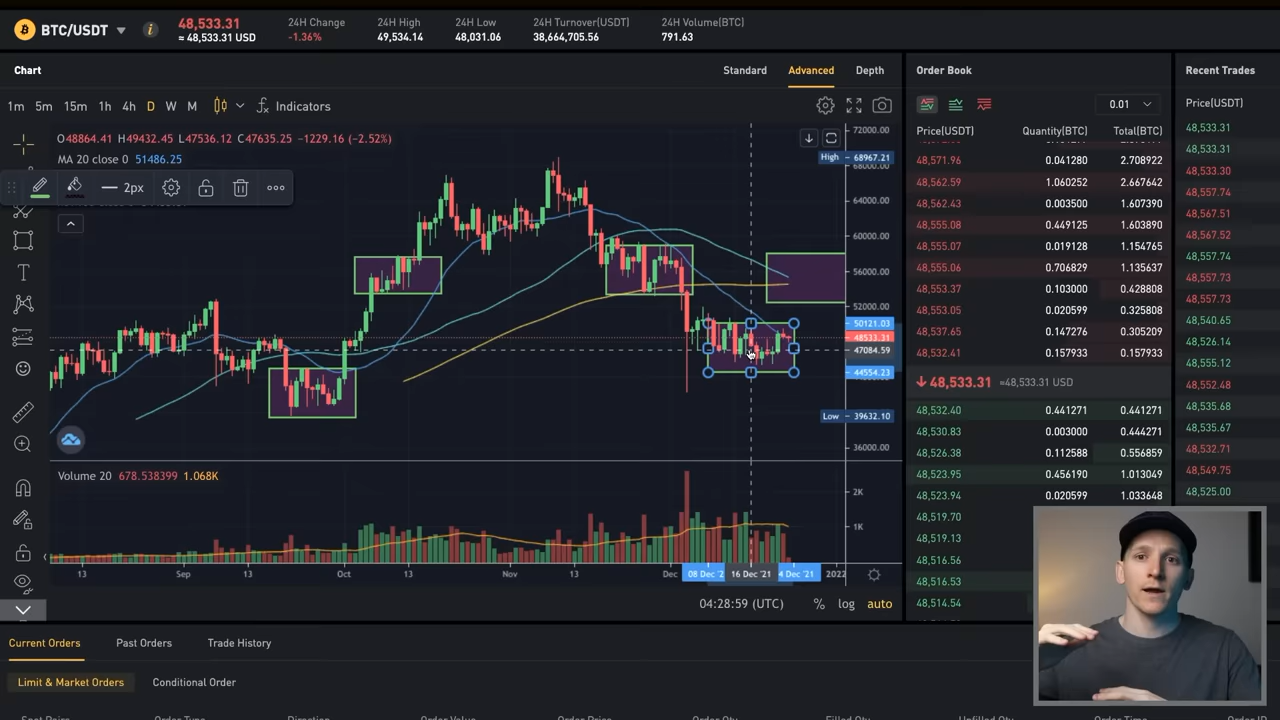 BTC/USDT
48,533.31
≈ 48,533.31 USD
24H Change
-1.36%
24H High
49,534.14
24H Low
48,031.06
24H Turnover(USDT)
38,664,705.56
24H Volume(BTC)
791.63
Chart
Standard
Advanced
Depth
1m 5m 15m 1h 4h D W M
Indicators
O48864.41 H49432.45 L47536.12 C47635.25 -1229.16 (-2.52%)
MA 20 close 0 51486.25
2px
72000.00
High 68967.21
68000.00
64000.00
60000.00
56000.00
52000.00
50121.03
48533.31
47084.59
44554.23
Low 39632.10
36000.00
Volume 20 678.538399 1.068K
2K
1K
13 Sep 13 Oct 13 Nov 13 Dec 08 Dec '2 16 Dec '21 4 Dec '21 2022
04:28:59 (UTC)
%
log
auto
Order Book
0.01
Price(USDT) Quantity(BTC) Total(BTC)
48,571.96 0.041280 2.708922
48,562.59 1.060252 2.667642
48,562.43 0.003500 1.607390
48,555.08 0.449125 1.603890
48,555.07 0.019128 1.154765
48,555.06 0.706829 1.135637
48,553.37 0.103000 0.428808
48,551.05 0.020599 0.325808
48,537.65 0.147276 0.305209
48,532.41 0.157933 0.157933
48,533.31 ≈48,533.31 USD
48,532.40 0.441271 0.441271
48,530.83 0.003000 0.444271
48,526.38 0.112588 0.556859
48,523.95 0.456190 1.013049
48,523.94 0.020599 1.033648
48,519.70
48,519.13
48,516.56
48,516.53
48,514.54
Recent Trades
Price(USDT)
48,533.31
48,533.31
48,533.30
48,557.74
48,567.51
48,567.52
48,557.74
48,557.73
48,557.73
48,540.65
48,526.14
48,555.12
48,552.48
48,535.68
48,535.67
48,532.71
48,549.75
48,525.00
Current Orders
Past Orders
Trade History
Limit & Market Orders
Conditional Order